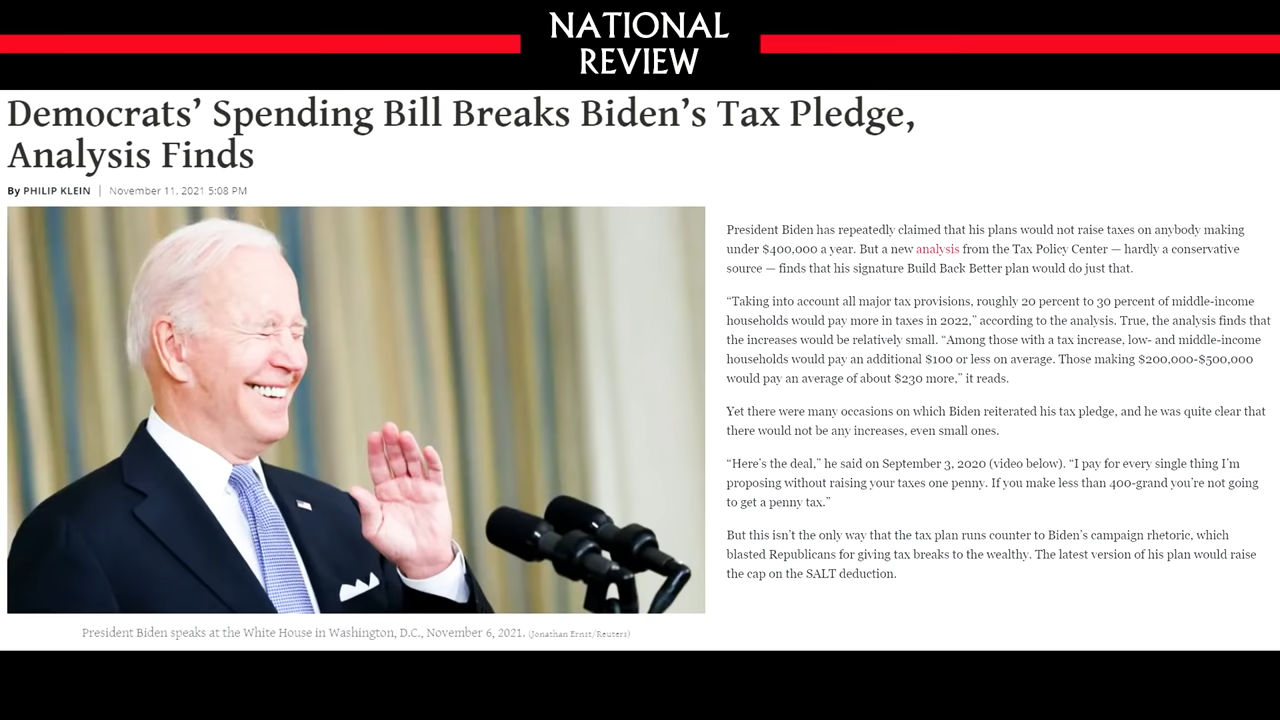 NATIONAL
REVIEW
Democrats’ Spending Bill Breaks Biden’s Tax Pledge,
Analysis Finds
By PHILIP KLEIN | November 11, 2021 5:08 PM
President Biden has repeatedly claimed that his plans would not raise taxes on anybody making
under $400,000 a year. But a new analysis from the Tax Policy Center — hardly a conservative
source — finds that his signature Build Back Better plan would do just that.
“Taking into account all major tax provisions, roughly 20 percent to 30 percent of middle-income
households would pay more in taxes in 2022,” according to the analysis. True, the analysis finds that
the increases would be relatively small. “Among those with a tax increase, low- and middle-income
households would pay an additional $100 or less on average. Those making $200,000-$500,000
would pay an average of about $230 more,” it reads.
Yet there were many occasions on which Biden reiterated his tax pledge, and he was quite clear that
there would not be any increases, even small ones.
“Here’s the deal,” he said on September 3, 2020 (video below). “I pay for every single thing I’m
proposing without raising your taxes one penny. If you make less than 400-grand you’re not going
to get a penny tax.”
But this isn’t the only way that the tax plan counter to Biden’s campaign rhetoric, which
blasted Republicans for giving tax breaks to the wealthy. The latest version of his plan would raise
the cap on the SALT deduction.
President Biden speaks at the White House in Washington, D.C., November 6, 2021. (Jonathan Ernst/Reuters)